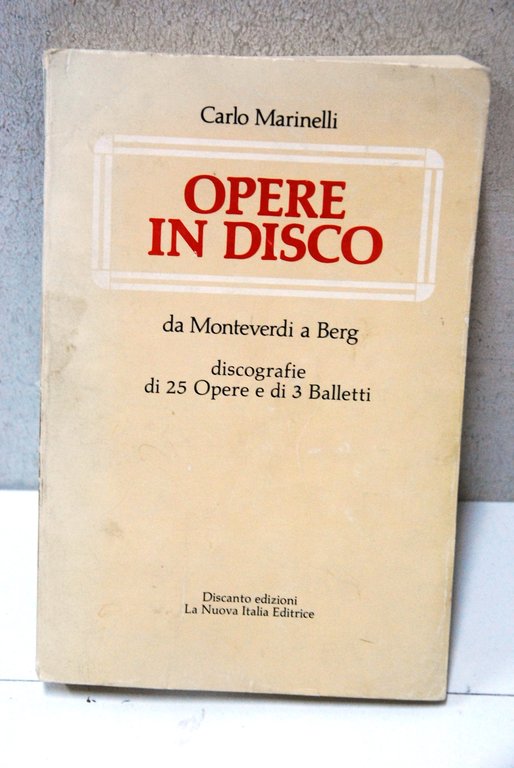 Carlo Marinelli
OPERE
IN DISCO
da Monteverdi a Berg
discografie
di 25 Opere e di 3 Balletti
Discanto edizioni
La Nuova Italia Editrice